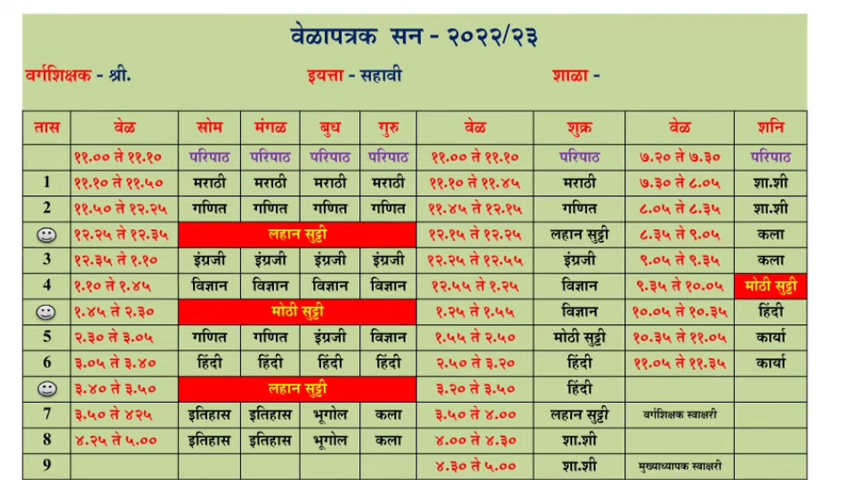 वेळापत्रक सन - २०२२/२३
वर्गशिक्षक - श्री. इयत्ता - सहावी शाळा -
तास वेळ सोम मंगळ बुध गुरु वेळ शुक्र वेळ शनि
११.०० ते ११.१० परिपाठ परिपाठ परिपाठ परिपाठ ११.०० ते ११.१० परिपाठ ७.२० ते ७.३० परिपाठ
1 ११.१० ते ११.५० मराठी मराठी मराठी मराठी ११.१० ते ११.४५ मराठी ७.३० ते ८.०५ शा.शी
2 ११.५० ते १२.२५ गणित गणित गणित गणित ११.४५ ते १२.१५ गणित ८.०५ ते ८.३५ शा.शी
१२.२५ ते १२.३५ लहान सुट्टी १२.१५ ते १२.२५ लहान सुट्टी ८.३५ ते ९.०५ कला
3 १२.३५ ते १.१० इंग्रजी इंग्रजी इंग्रजी इंग्रजी १२.२५ ते १२.५५ इंग्रजी ९.०५ ते ९.३५ कला
4 १.१० ते १.४५ विज्ञान विज्ञान विज्ञान विज्ञान १२.५५ ते १.२५ विज्ञान ९.३५ ते १०.०५ मोठी सुट्टी
१.४५ ते २.३० मोठी सुट्टी १.२५ ते १.५५ विज्ञान १०.०५ ते १०.३५ हिंदी
5 २.३० ते ३.०५ गणित गणित इंग्रजी विज्ञान १.५५ ते २.५० मोठी सुट्टी १०.३५ ते ११.०५ कार्या
6 ३.०५ ते ३.४० हिंदी हिंदी हिंदी हिंदी २.५० ते ३.२० हिंदी ११.०५ ते ११.३५ कार्या
३.४० ते ३.५० लहान सुट्टी ३.२० ते ३.५० हिंदी
7 ३.५० ते ४२५ इतिहास इतिहास भूगोल कला ३.५० ते ४.०० लहान सुट्टी वर्गशिक्षक स्वाक्षरी
8 ४.२५ ते ५.०० इतिहास इतिहास भूगोल कला ४.०० ते ४.३० शा.शी
9 ४.३० ते ५.०० शा.शी मुख्याध्यापक स्वाक्षरी